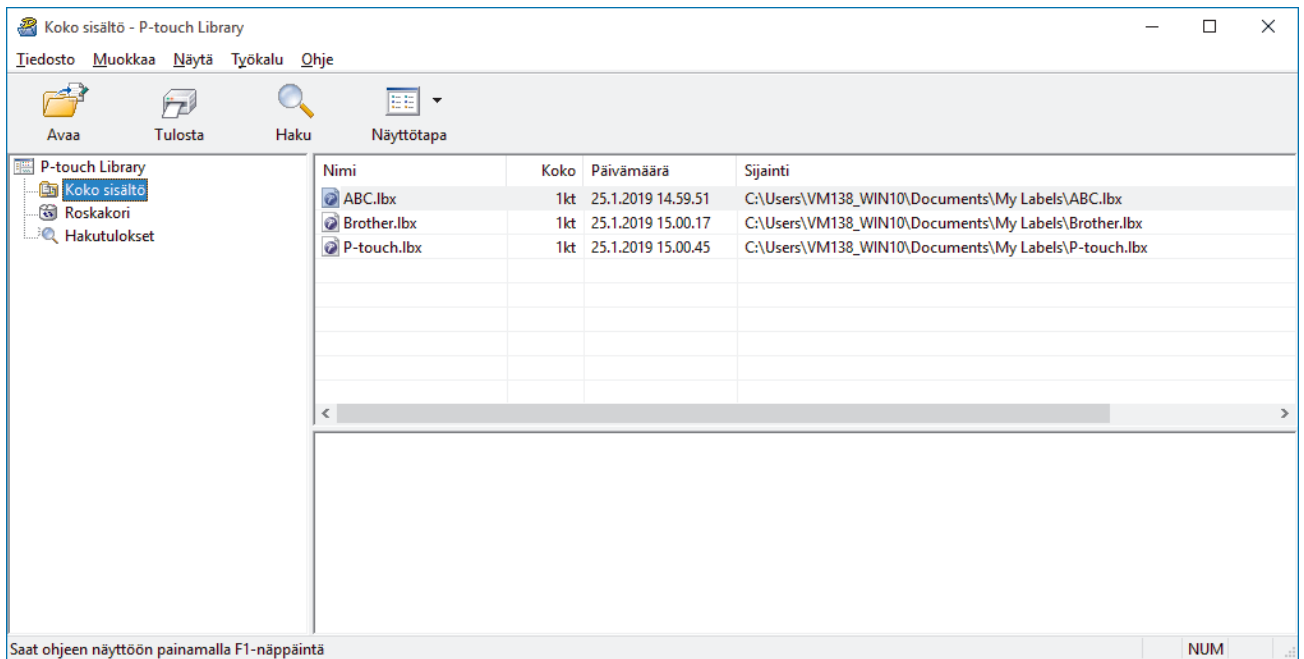 Koko sisältö - P-touch Library
Tiedosto Muokkaa Näytä Työkalu Ohje
Avaa Tulosta Haku Näyttötapa
P-touch Library
Koko sisältö
Roskakori
Hakutulokset
Nimi Koko Päivämäärä Sijainti
ABC.lbx 1kt 25.1.2019 14.59.51 C:\Users\VM138_WIN10\Documents\My Labels\ABC.lbx
Brother.lbx 1kt 25.1.2019 15.00.17 C:\Users\VM138_WIN10\Documents\My Labels\Brother.lbx
P-touch.lbx 1kt 25.1.2019 15.00.45 C:\Users\VM138_WIN10\Documents\My Labels\P-touch.lbx
Saat ohjeen näyttöön painamalla F1-näppäintä NUM